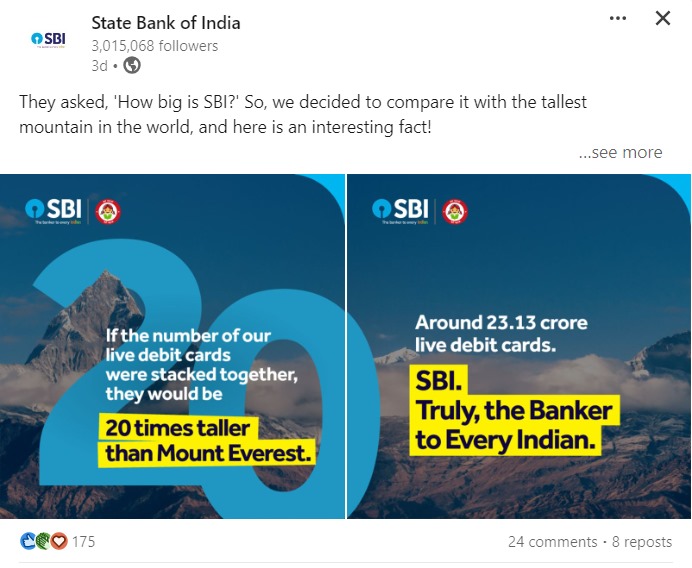 State Bank of India
SBI
3,015,068 followers
3d •
They asked, 'How big is SBI?' So, we decided to compare it with the tallest
mountain in the world, and here is an interesting fact!
...see more
SBI
The banker to every Indian
20
If the number of our
live debit cards
were stacked together,
they would be
20 times taller
than Mount Everest.
SBI
The banker to every Indian
Around 23.13 crore
live debit cards.
SBI.
Truly, the Banker
to Every Indian.
175
24 comments • 8 reposts